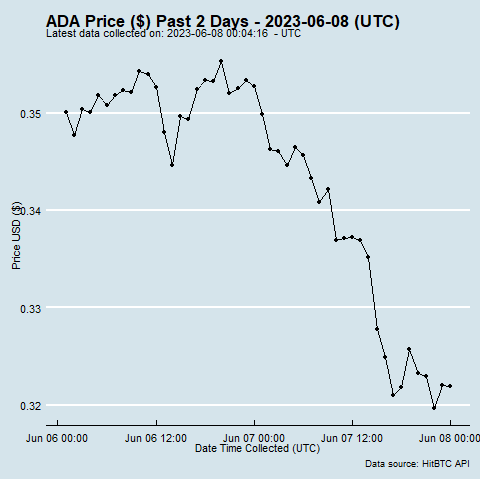 ADA Price ($) Past 2 Days - 2023-06-08 (UTC)
Latest data collected on: 2023-06-08 00:04:16 - UTC
0.35
0.34
0.33
0.32
Price USD ($)
Jun 06 00:00 Jun 06 12:00 Jun 07 00:00 Jun 07 12:00 Jun 08 00:00
Date Time Collected (UTC)
Data source: HitBTC API